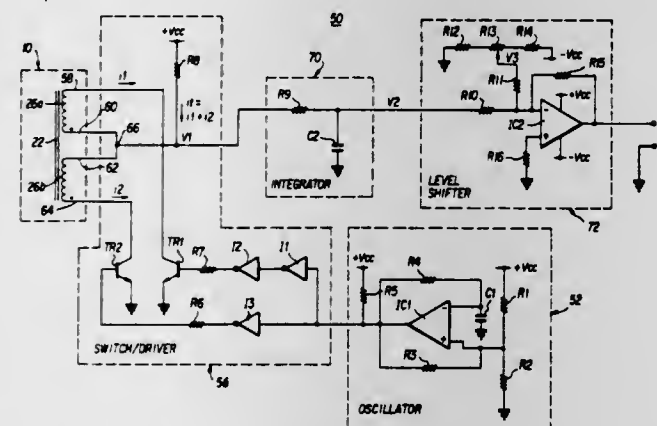 50
10
58
i1
+Vcc
R8
70
R12
R13
R14
-Vcc
V3
R11
R15
26a
60
22
66
i t =
i1 + i2
V1
R9
V2
R10
+Vcc
IC2
C2
26b
62
i2
64
INTEGRATOR
R16
-Vcc
LEVEL
SHIFTER
72
TR2
TR1
R7
I2
I1
+Vcc
R4
+Vcc
R5
IC1
C1
R1
52
R6
I3
R3
R2
SWITCH/DRIVER
56
OSCILLATOR